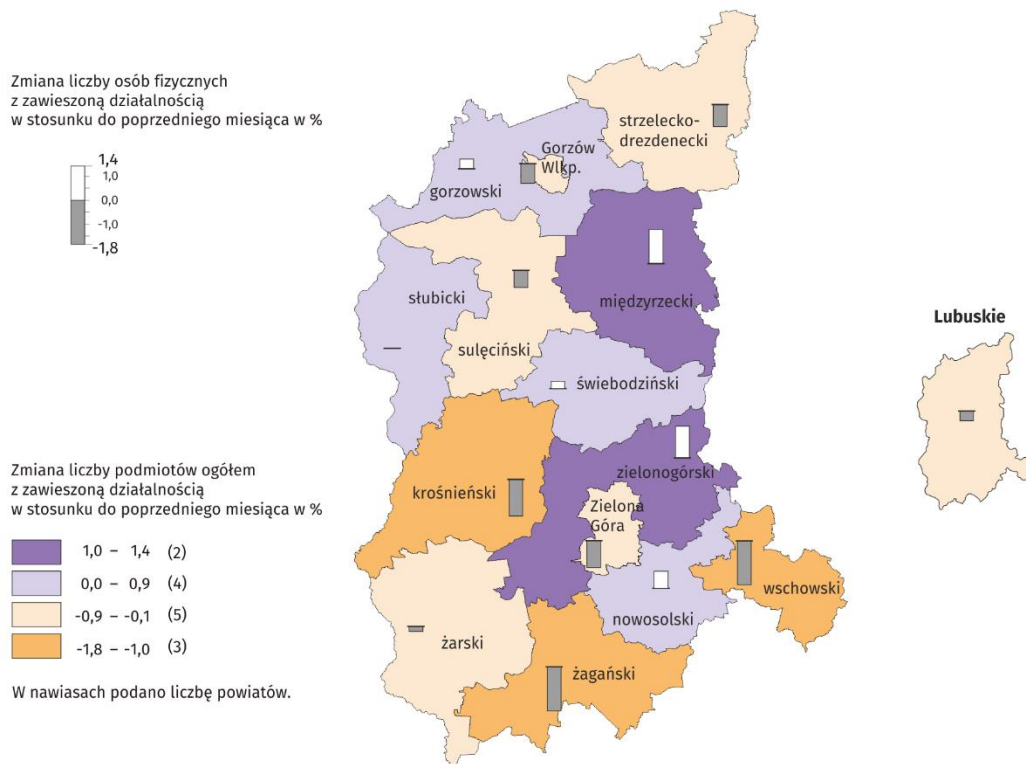 Zmiana liczby osób fizycznych
z zawieszoną działalnością
w stosunku do poprzedniego miesiąca w %
1,4
1,0
0,0
-1,0
-1,8
strzelecko-
drezdenecki
Gorzów
Wlkp.
gorzowski
międzyrzecki
słubicki
sulęciński
świebodziński
Lubuskie
Zmiana liczby podmiotów ogółem
z zawieszoną działalnością
w stosunku do poprzedniego miesiąca w %
1,0 – 1,4 (2)
0,0 – 0,9 (4)
-0,9 – -0,1 (5)
-1,8 – -1,0 (3)
W nawiasach podano liczbę powiatów.
krośnieński
zielonogórski
Zielona
Góra
wschowski
nowosolski
żarski
żagański